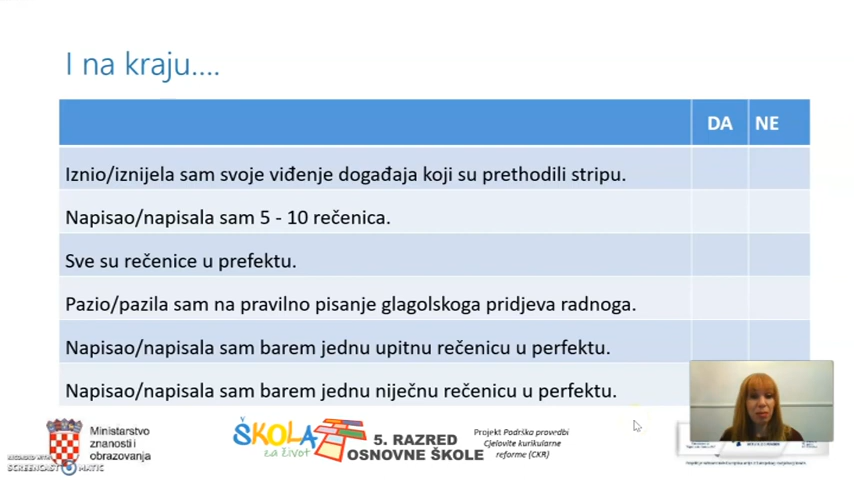 I na kraju....
DA NE
Iznio/iznijela sam svoje viđenje događaja koji su prethodili stripu.
Napisao/napisala sam 5 - 10 rečenica.
Sve su rečenice u prefektu.
Pazio/pazila sam na pravilno pisanje glagolskoga pridjeva radnoga.
Napisao/napisala sam barem jednu upitnu rečenicu u perfektu.
Napisao/napisala sam barem jednu niječnu rečenicu u perfektu.
Ministarstvo
znanosti i
obrazovanja
ŠKOLA
za život
5. RAZRED
OSNOVNE ŠKOLE
Projekt Podrška provedbi
Cjelovite kurikularne
reforme (CKR)
RECORDED WITH
SCREENCAST MATIC